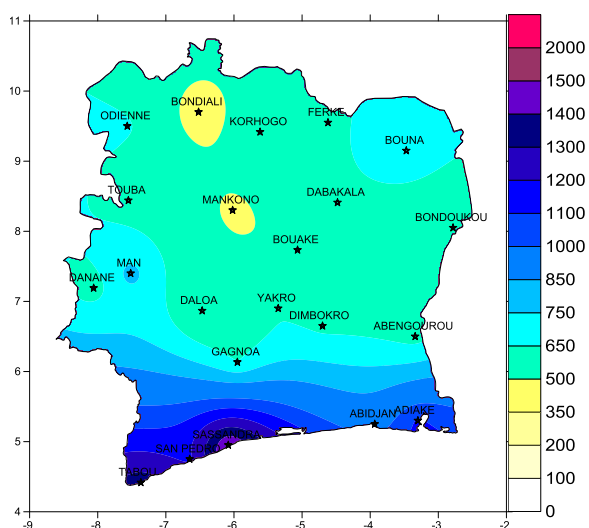 11
10
9
8
7
6
5
4
-9 -8 -7 -6 -5 -4 -3 -2
BONDIALI
ODIENNE
KORHOGO
FERKE
BOUNA
TOUBA
MANKONO
DABAKALA
BONDOUKOU
BOUAKE
MAN
DANANE
DALOA
YAKRO
DIMBOKRO
ABENGOUROU
GAGNOA
ABIDJAN
ADIAKE
SASSANDRA
SAN PEDRO
TABOU
2000
1500
1400
1300
1200
1100
1000
850
750
650
500
350
200
100
0